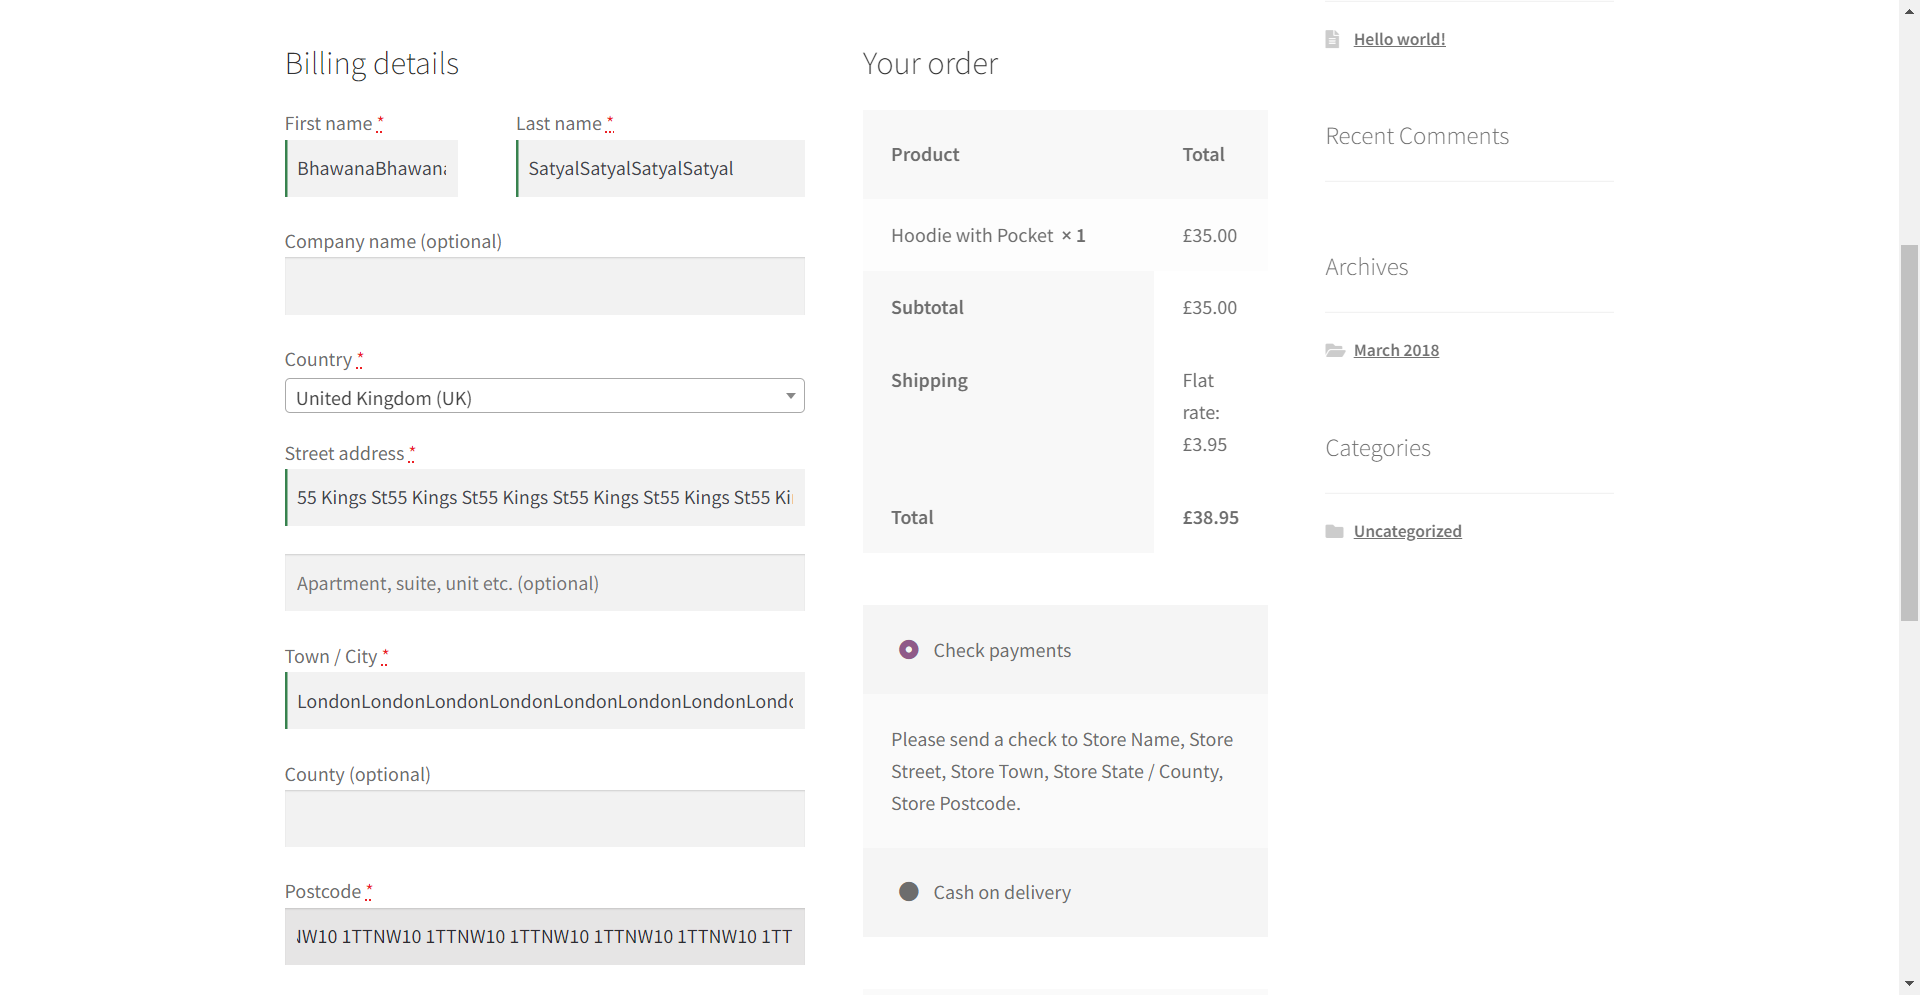 Billing details
First name *
Last name *
BhawanaBhawana
SatyalSatyalSatyalSatyal
Company name (optional)
Country *
United Kingdom (UK)
Street address *
55 Kings St55 Kings St55 Kings St55 Kings St55 Kings St55 Ki
Apartment, suite, unit etc. (optional)
Town / City *
LondonLondonLondonLondonLondonLondonLondonLondo
County (optional)
Postcode *
NW10 1TTNW10 1TTNW10 1TTNW10 1TTNW10 1TTNW10 1TT
Your order
Product Total
Hoodie with Pocket × 1 £35.00
Subtotal £35.00
Shipping Flat
rate:
£3.95
Total £38.95
Check payments
Please send a check to Store Name, Store
Street, Store Town, Store State / County,
Store Postcode.
Cash on delivery
Hello world!
Recent Comments
Archives
March 2018
Categories
Uncategorized